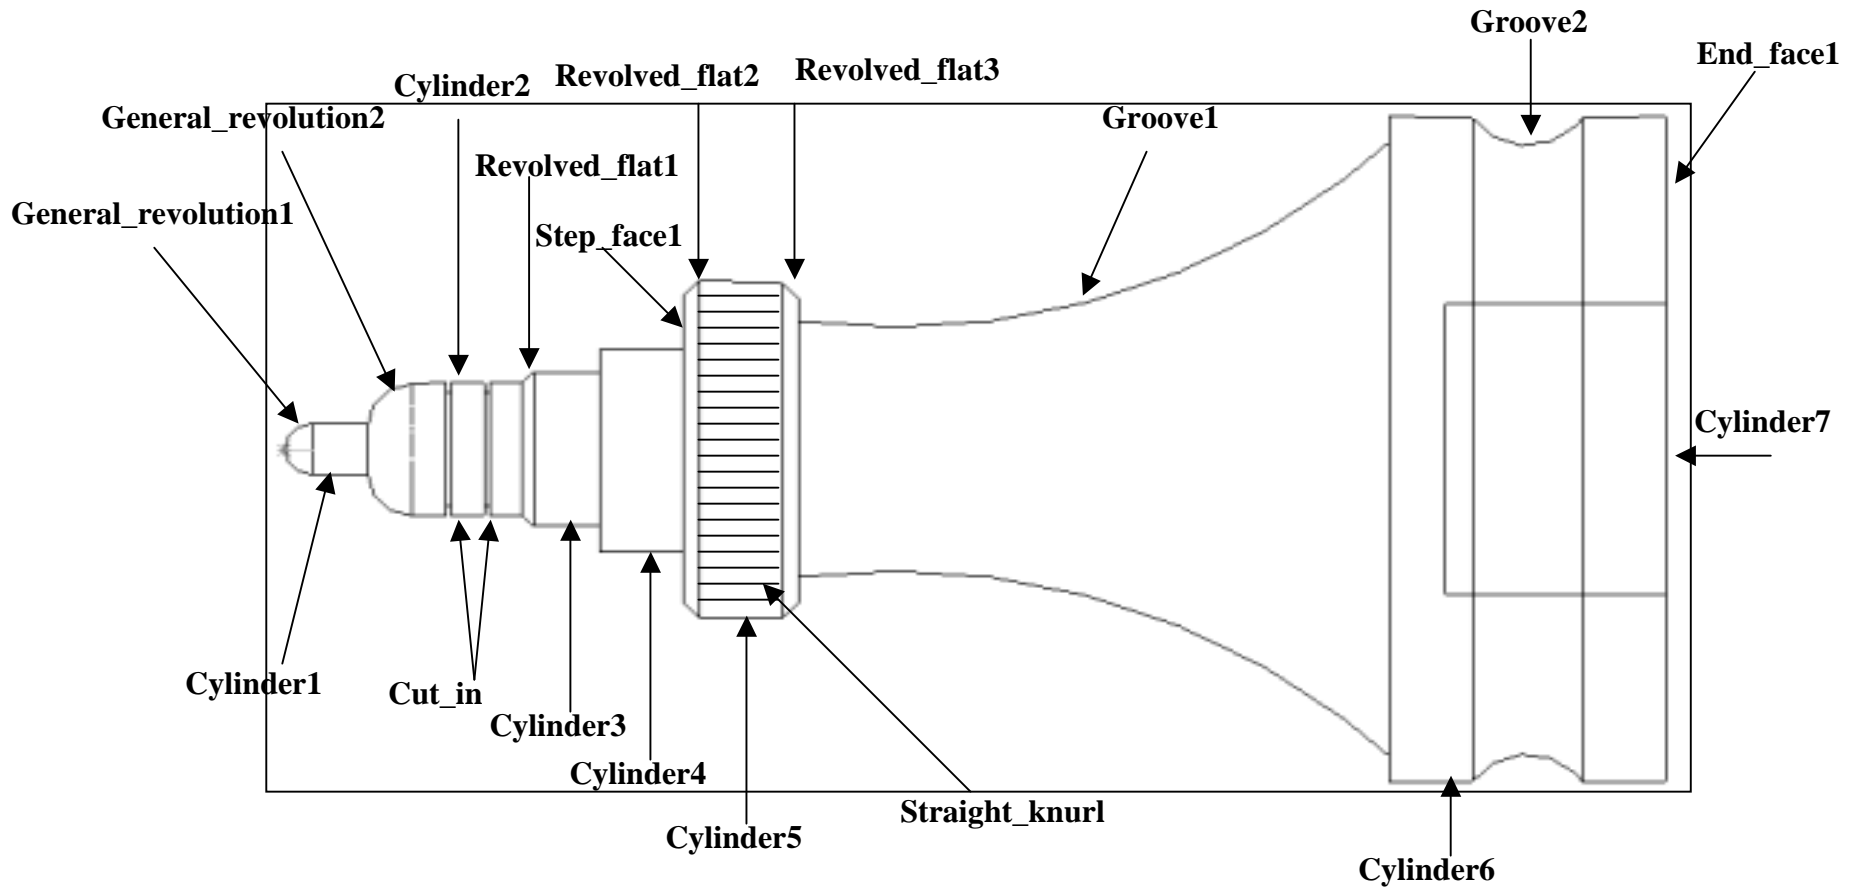 Groove2
End_face1
Revolved_flat2
Revolved_flat3
Cylinder2
General_revolution2
Groove1
Revolved_flat1
General_revolution1
Step_face1
Cylinder7
Cylinder1
Cut_in
Cylinder3
Cylinder4
Straight_knurl
Cylinder5
Cylinder6